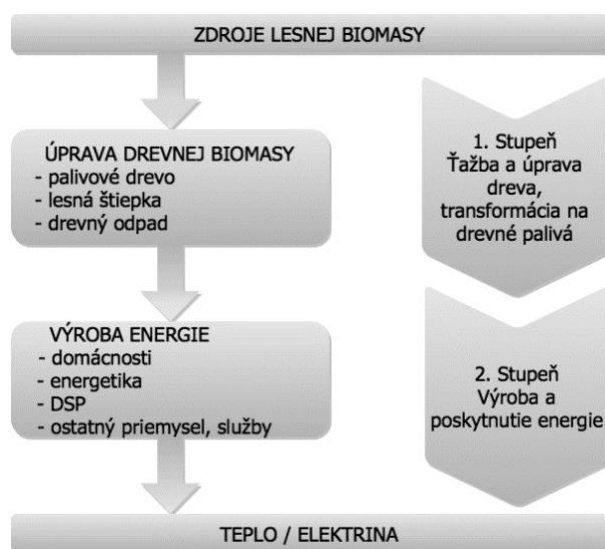 ZDROJE LESNEJ BIOMASY
ÚPRAVA DREVNEJ BIOMASY
- palivové drevo
- lesná štiepka
- drevný odpad
1. Stupeň
Ťažba a úprava
dreva,
transformácia na
drevné palivá
VÝROBA ENERGIE
- domácnosti
- energetika
- DSP
- ostatný priemysel, služby
2. Stupeň
Výroba a
poskytnutie energie
TEPLO / ELEKTRINA